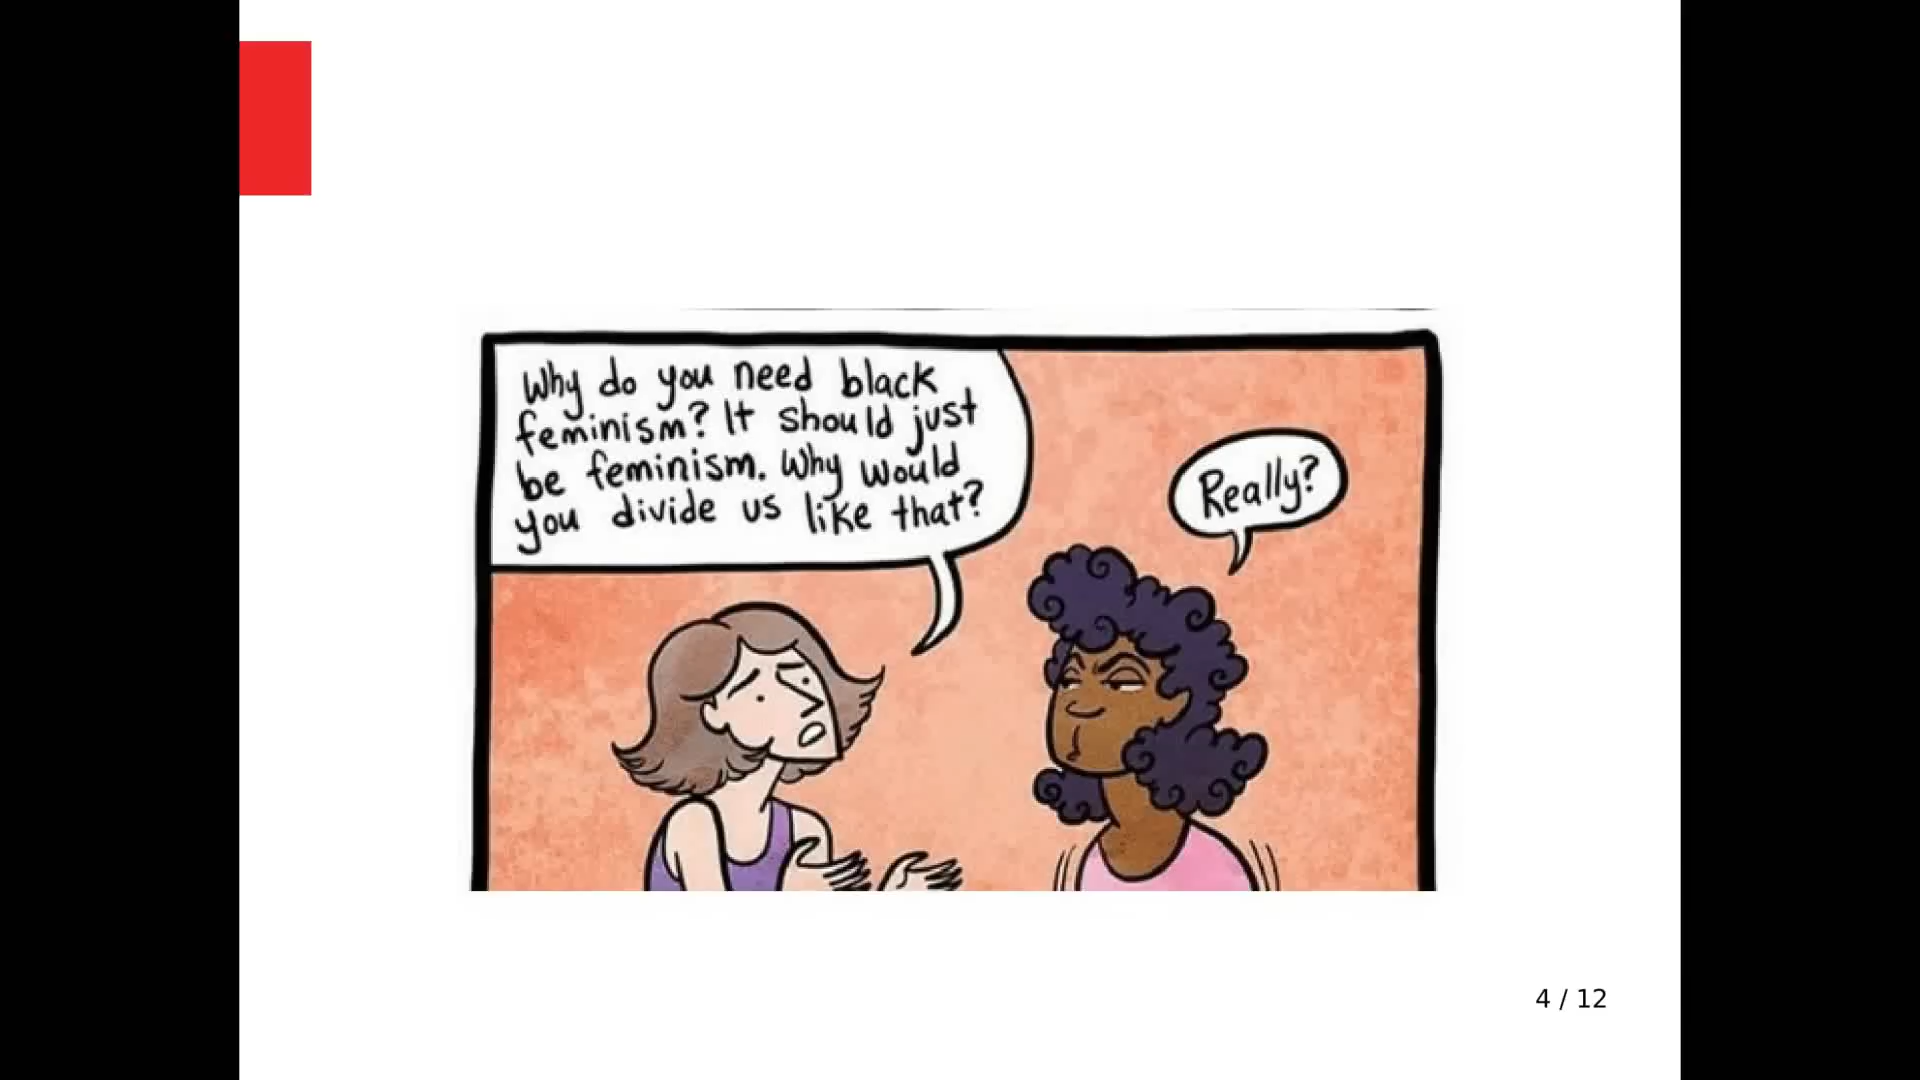 Why do you need black
feminism? It should just
be feminism. Why would
you divide us like that?
Really?
4 / 12